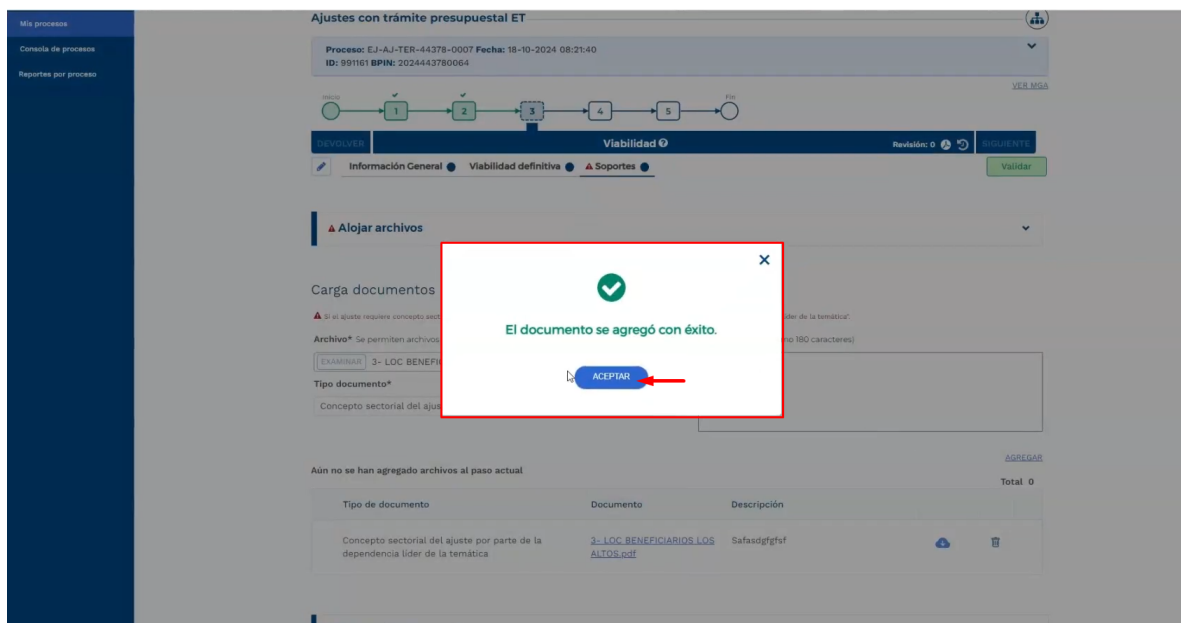 Mis procesos
Consola de procesos
Reportes por proceso
Ajustes con trámite presupuestal ET
Proceso: EJ-AJ-TER-44378-0007 Fecha: 18-10-2024 08:21:40
ID: 991161 BPIN: 2024443780064
VER MGA
Inicio
1
2
3
4
5
Fin
DEVOLVER
Viabilidad
Revisión: 0
SIGUIENTE
Información General
Viabilidad definitiva
Soportes
Validar
Alojar archivos
Carga documentos
Si el ajuste requiere concepto sect
líder de la temática".
Archivo* Se permiten archivos
no 180 caracteres)
EXAMINAR 3- LOC BENEFI
Tipo documento*
Concepto sectorial del ajus
El documento se agregó con éxito.
ACEPTAR
AGREGAR
Aún no se han agregado archivos al paso actual
Total 0
Tipo de documento Documento Descripción
Concepto sectorial del ajuste por parte de la
dependencia líder de la temática
3- LOC BENEFICIARIOS LOS
ALTOS.pdf
Safasdgfgfsf